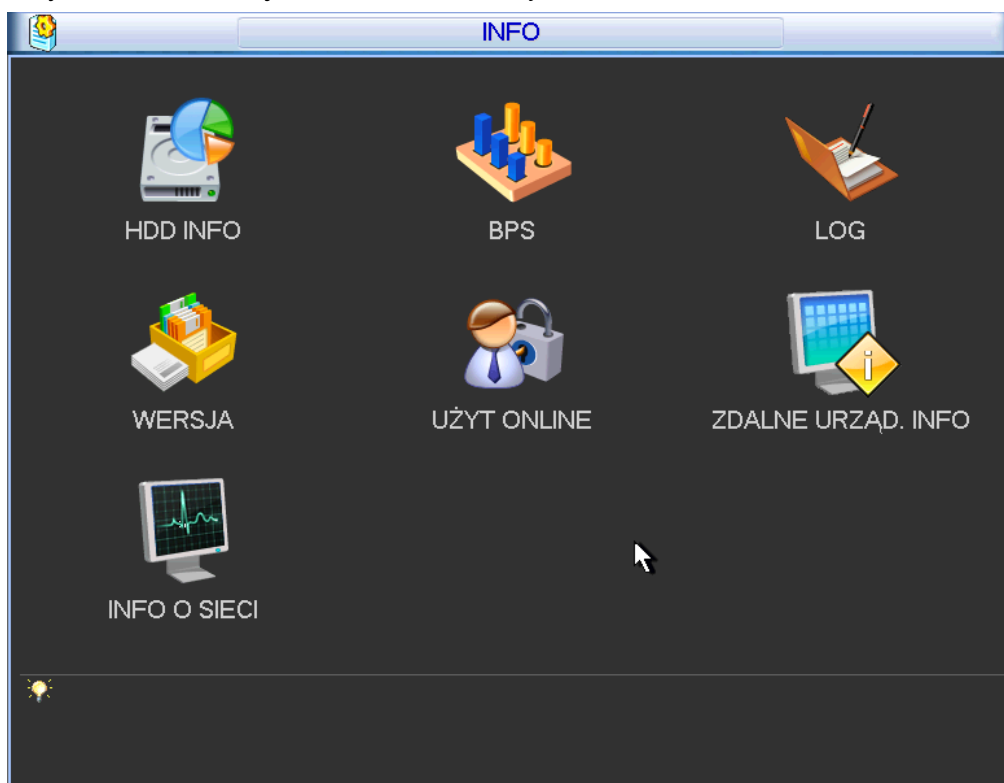 INFO
HDD INFO
BPS
LOG
WERSJA
UŻYT ONLINE
ZDALNE URZĄD. INFO
INFO O SIECI